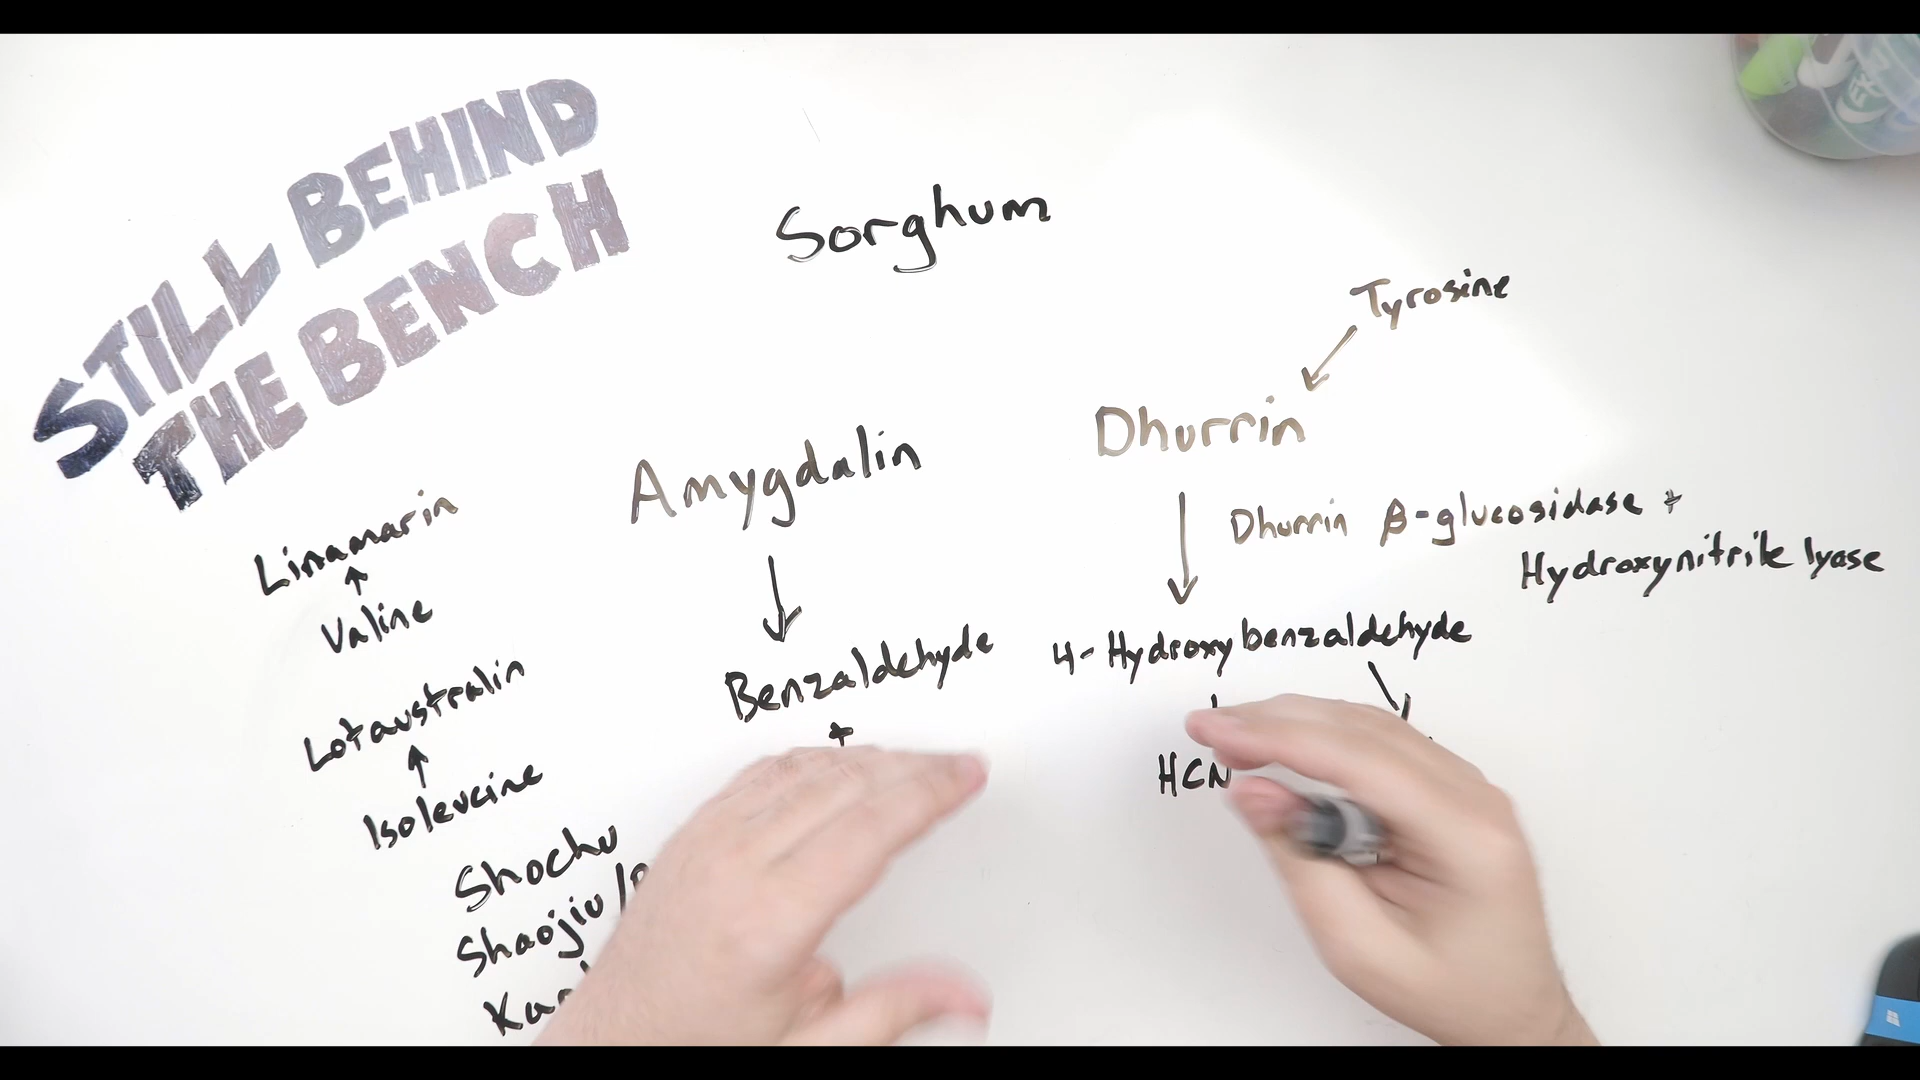 STILL BEHIND
THE BENCH
Sorghum
Tyrosine
Dhurrin
Amygdalin
Dhurrin β-glucosidase +
Hydroxynitrile lyase
Linamarin
Valine
4-Hydroxybenzaldehyde
Benzaldehyde
+
Lotaustralin
Isoleucine
HCN
Shochu
Shaojiu /